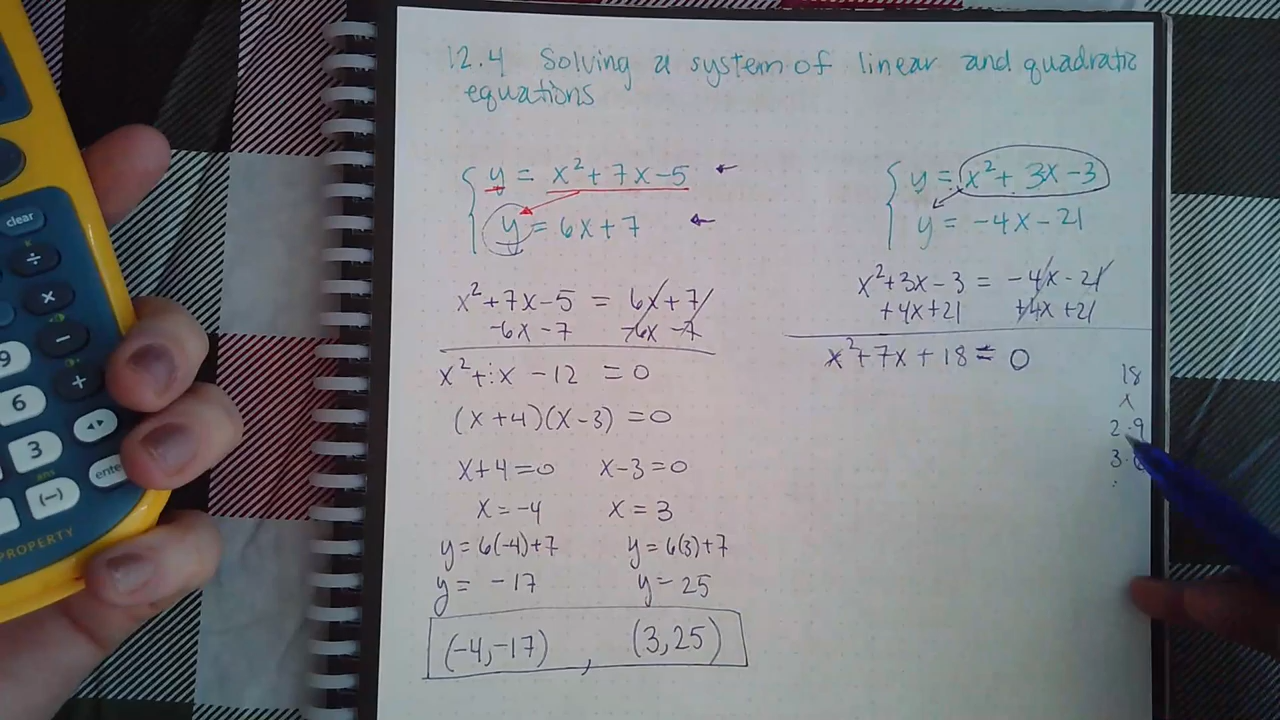 12.4 Solving a system of linear and quadratic
equations
y = x² + 7x - 5
y = 6x + 7
x² + 7x - 5 = 6x + 7
-6x - 7 -6x - 7
x² + x - 12 = 0
(x + 4)(x - 3) = 0
x + 4 = 0 x - 3 = 0
x = -4 x = 3
y = 6(-4) + 7 y = 6(3) + 7
y = -17 y = 25
(-4, -17) , (3, 25)
y = x² + 3x - 3
y = -4x - 21
x² + 3x - 3 = -4x - 21
+4x + 21 +4x + 21
x² + 7x + 18 = 0
18
2·9
clear
÷
×
−
9
+
6
3
enter
(−)
PROPERTY